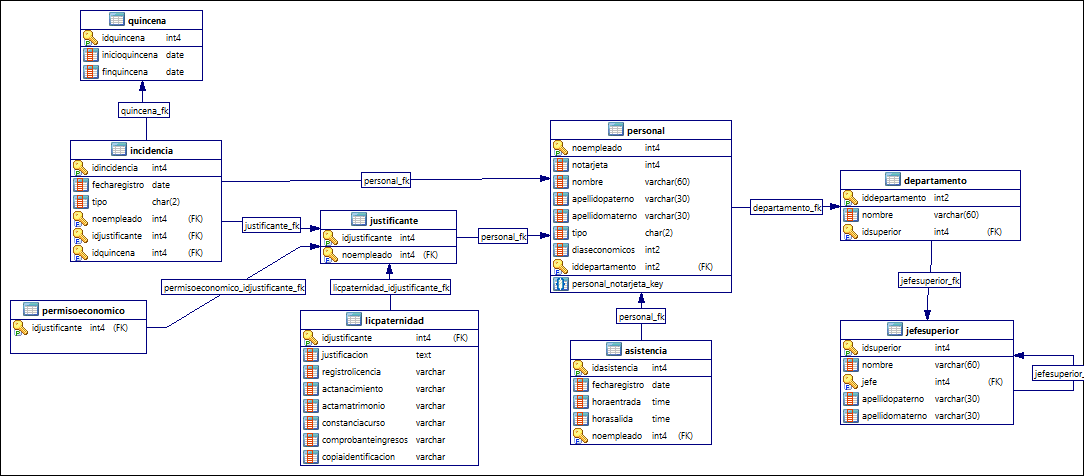 quincena
idquincena int4
inicioquincena date
finquincena date
quincena_fk
incidencia
idincidencia int4
fecharegistro date
tipo char(2)
noempleado int4 (FK)
idjustificante int4 (FK)
idquincena int4 (FK)
personal_fk
justificante_fk
justificante
idjustificante int4
noempleado int4 (FK)
personal_fk
permisoeconomico_idjustificante_fk
licpaternidad_idjustificante_fk
permisoeconomico
idjustificante int4 (FK)
licpaternidad
idjustificante int4 (FK)
justificacion text
registrolicencia varchar
actanacimiento varchar
actamatrimonio varchar
constanciacurso varchar
comprobanteingresos varchar
copiaidentificacion varchar
personal
noempleado int4
notarjeta int4
nombre varchar(60)
apellidopaterno varchar(30)
apellidomaterno varchar(30)
tipo char(2)
diaseconomicos int2
iddepartamento int2 (FK)
personal_notarjeta_key
personal_fk
asistencia
idasistencia int4
fecharegistro date
horaentrada time
horasalida time
noempleado int4 (FK)
departamento_fk
departamento
iddepartamento int2
nombre varchar(60)
idsuperior int4 (FK)
jefesuperior_fk
jefesuperior
idsuperior int4
nombre varchar(60)
jefe int4 (FK)
apellidopaterno varchar(30)
apellidomaterno varchar(30)
jefesuperior_